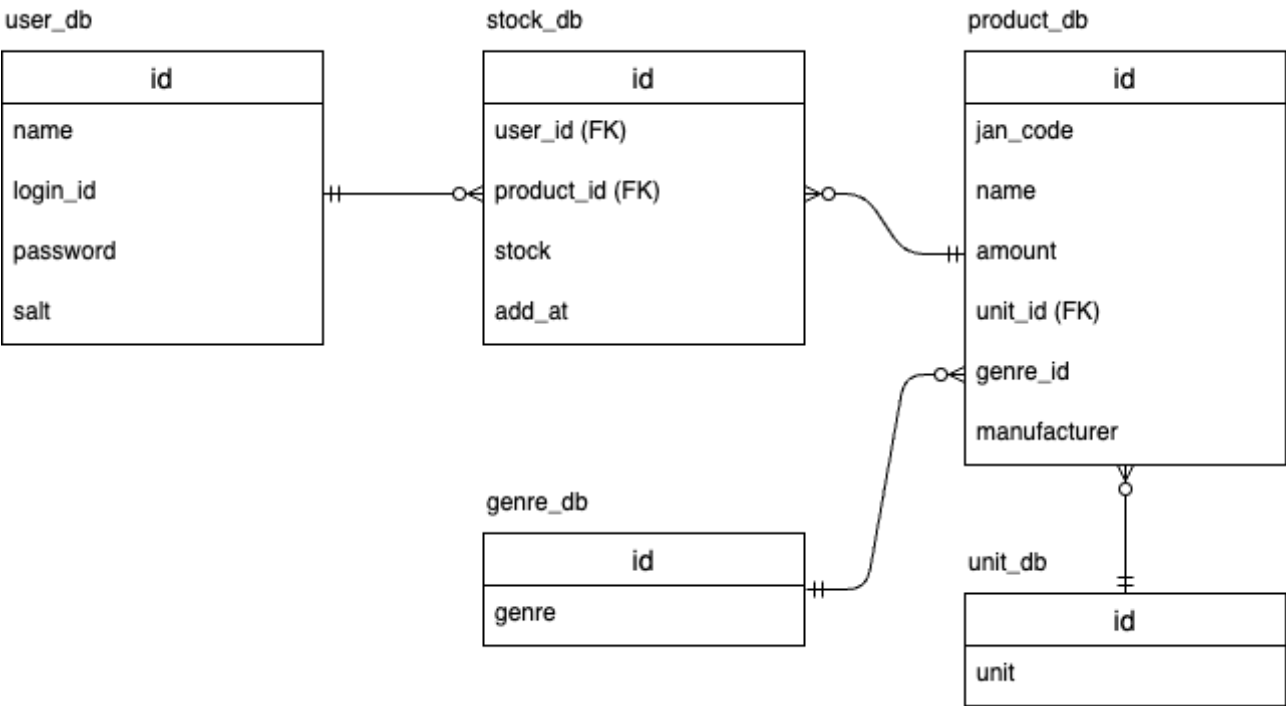 user_db
id
name
login_id
password
salt
stock_db
id
user_id (FK)
product_id (FK)
stock
add_at
product_db
id
jan_code
name
amount
unit_id (FK)
genre_id
manufacturer
genre_db
id
genre
unit_db
id
unit